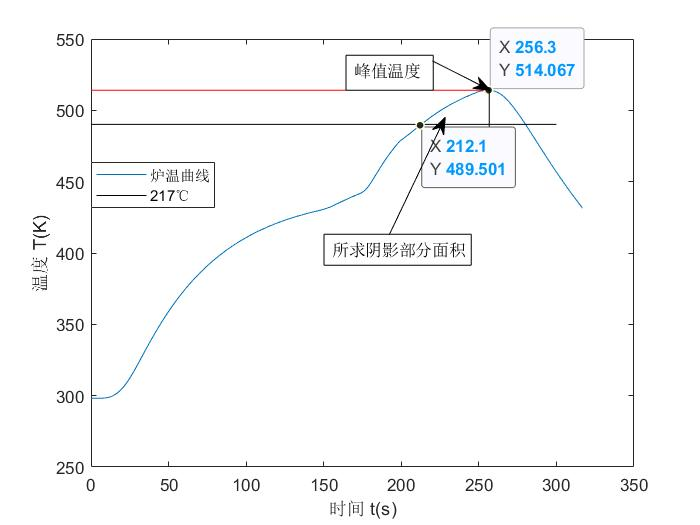 550
500
450
400
350
300
250
0
50
100
150
200
250
300
350
温度 T(K)
时间 t(s)
峰值温度
X 256.3
Y 514.067
X 212.1
Y 489.501
炉温曲线
217℃
所求阴影部分面积